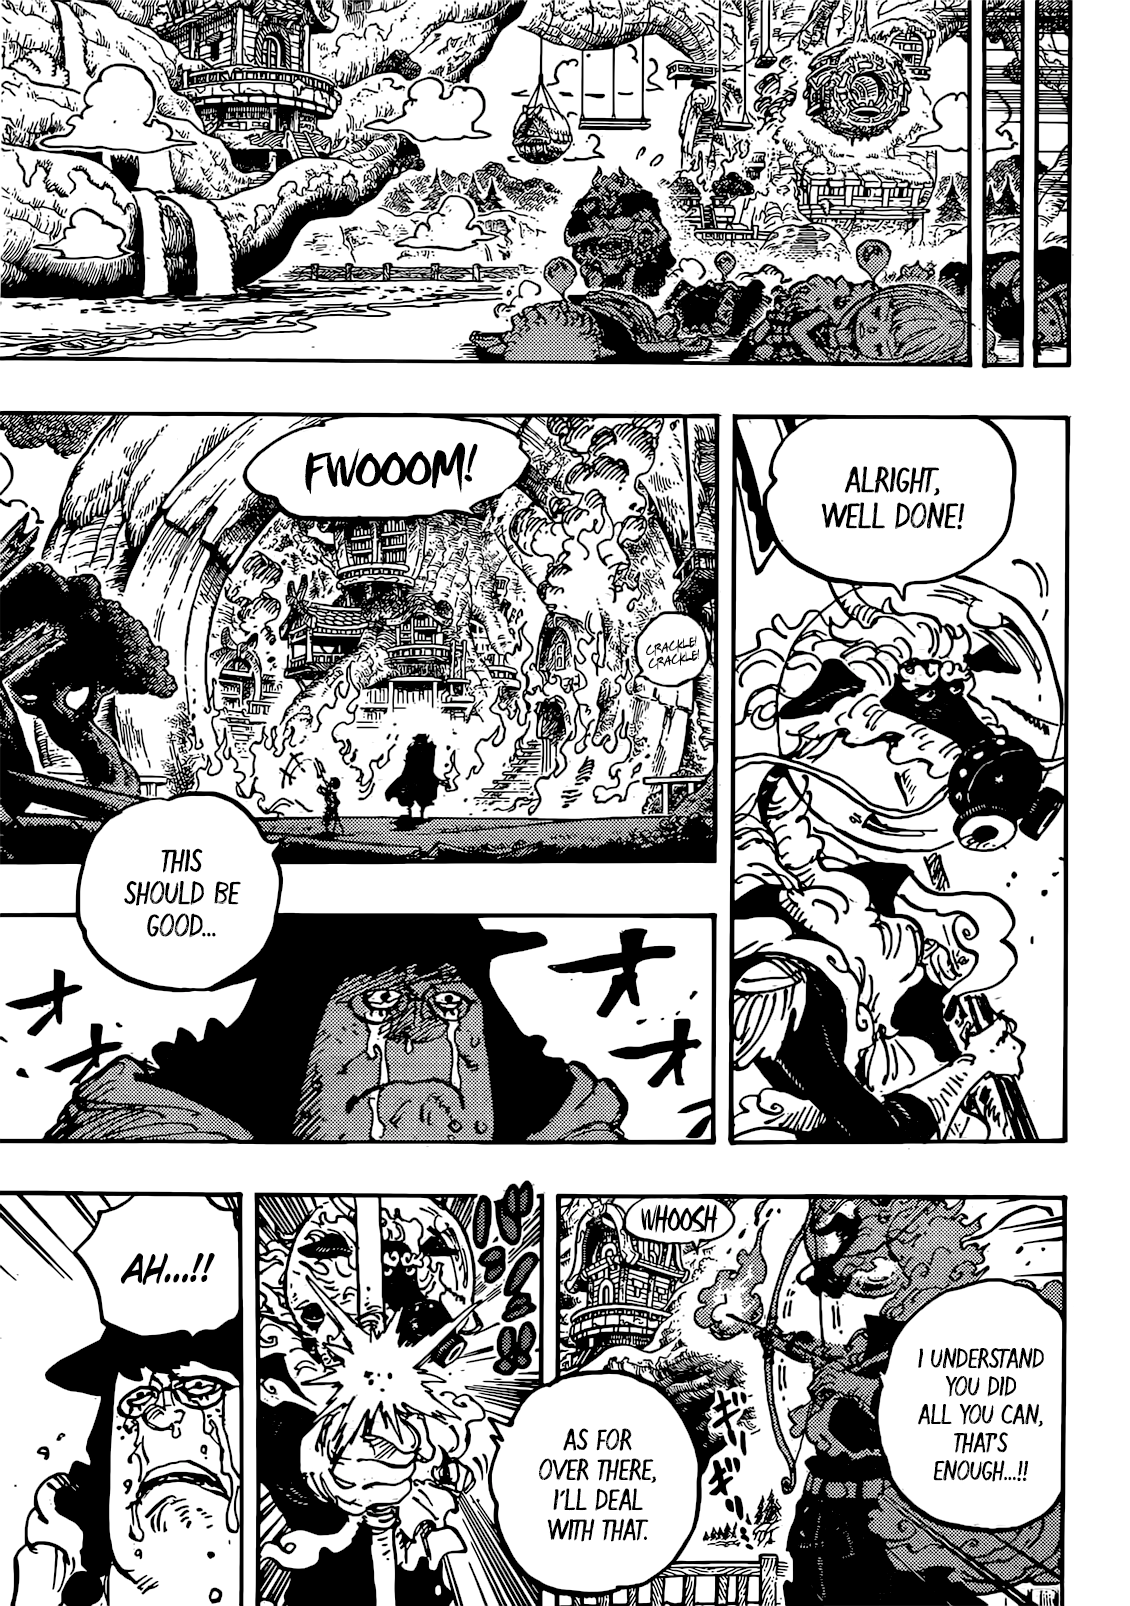 ALRIGHT,
WELL DONE!
FWOOOM!
CRACKLE!
CRACKLE!
THIS
SHOULD BE
GOOD...
オ
オ
オ
オ
WHOOSH
I UNDERSTAND
YOU DID
ALL YOU CAN,
THAT'S
ENOUGH...!!
ギギ
AS FOR
OVER THERE,
I'LL DEAL
WITH THAT.
AH...!!